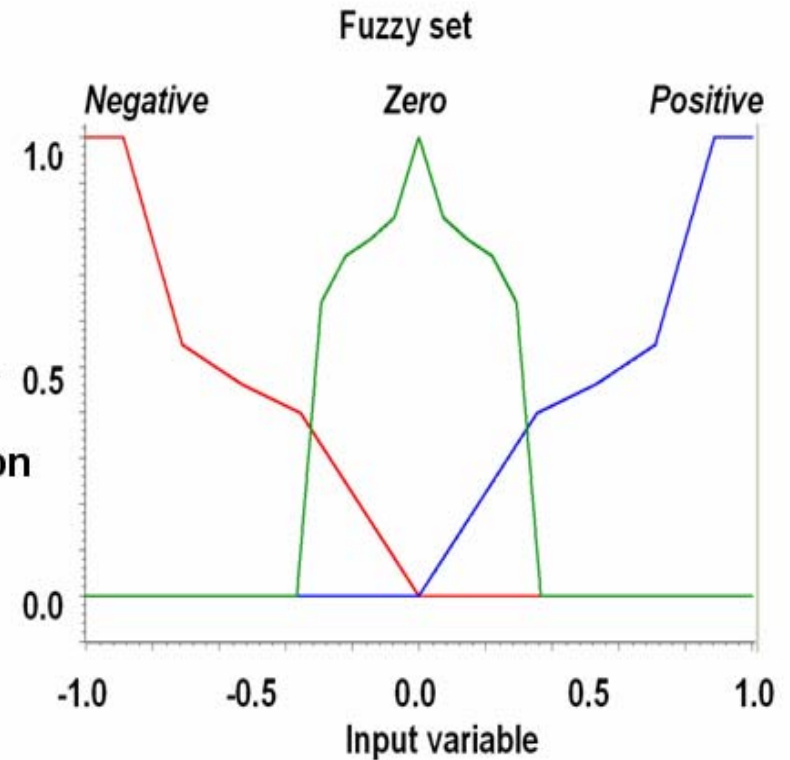 Fuzzy set
Negative Zero Positive
1.0
0.5
on
0.0
-1.0 -0.5 0.0 0.5 1.0
Input variable